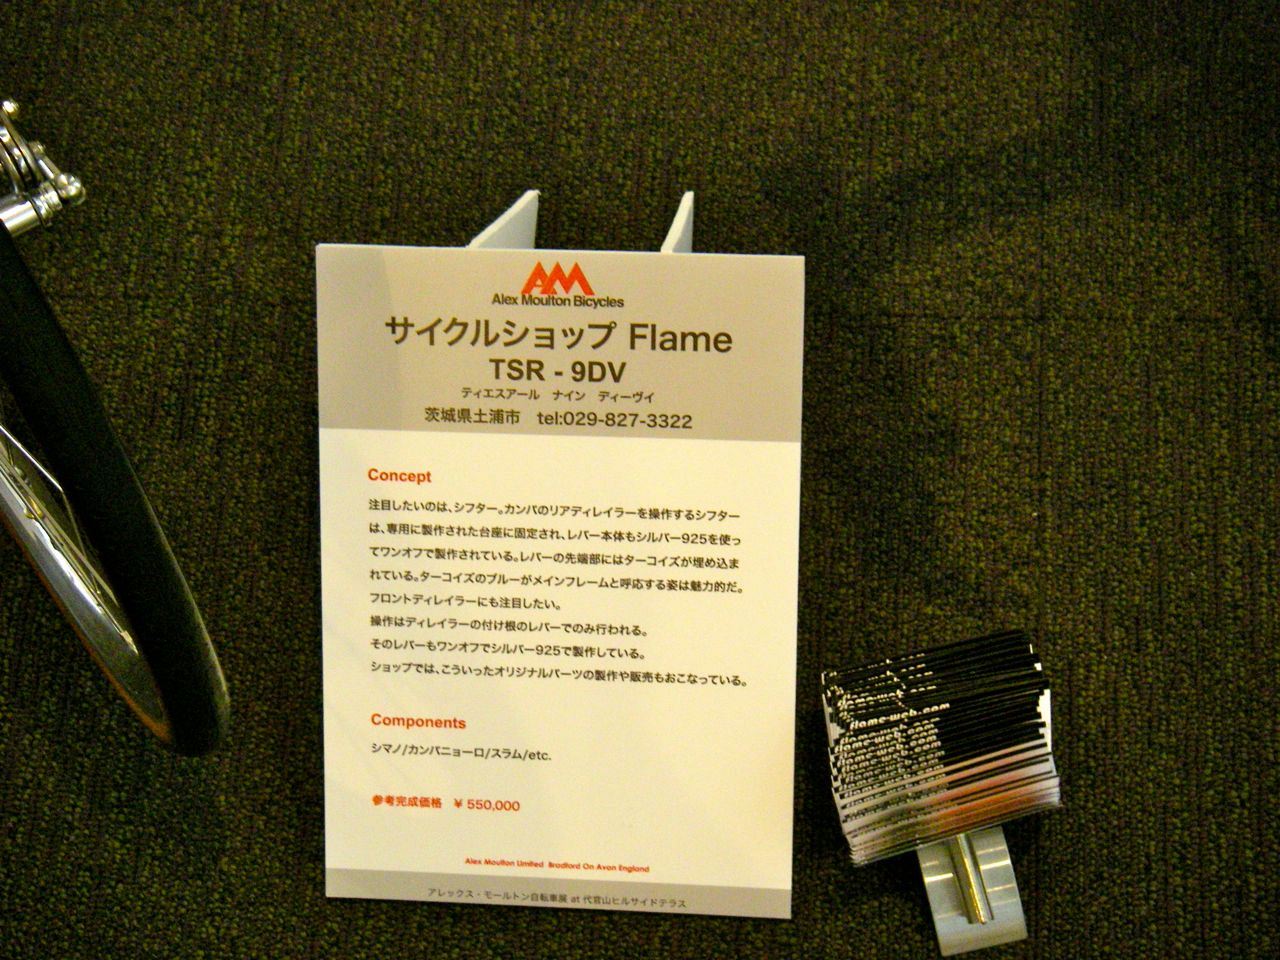 AM
Alex Moulton Bicycles
サイクルショップ Flame
TSR - 9DV
ティエスアール　ナイン　ディーヴイ
茨城県土浦市　tel:029-827-3322
Concept
注目したいのは、シフター。カンパのリアディレイラーを操作するシフター
は、専用に製作された台座に固定され、レバー本体もシルバー925を使っ
てワンオフで製作されている。レバーの先端部にはターコイズが埋め込ま
れている。ターコイズのブルーがメインフレームと呼応する姿は魅力的だ。
フロントディレイラーにも注目したい。
操作はディレイラーの付け根のレバーでのみ行われる。
そのレバーもワンオフでシルバー925で製作している。
ショップでは、こういったオリジナルパーツの製作や販売もおこなっている。
Components
シマノ/カンパニョーロ/スラム/etc.
参考完成価格　¥ 550,000
Alex Moulton Limited Bradford On Avon England
アレックス・モールトン自転車展 at 代官山ヒルサイドテラス
flame-web.com